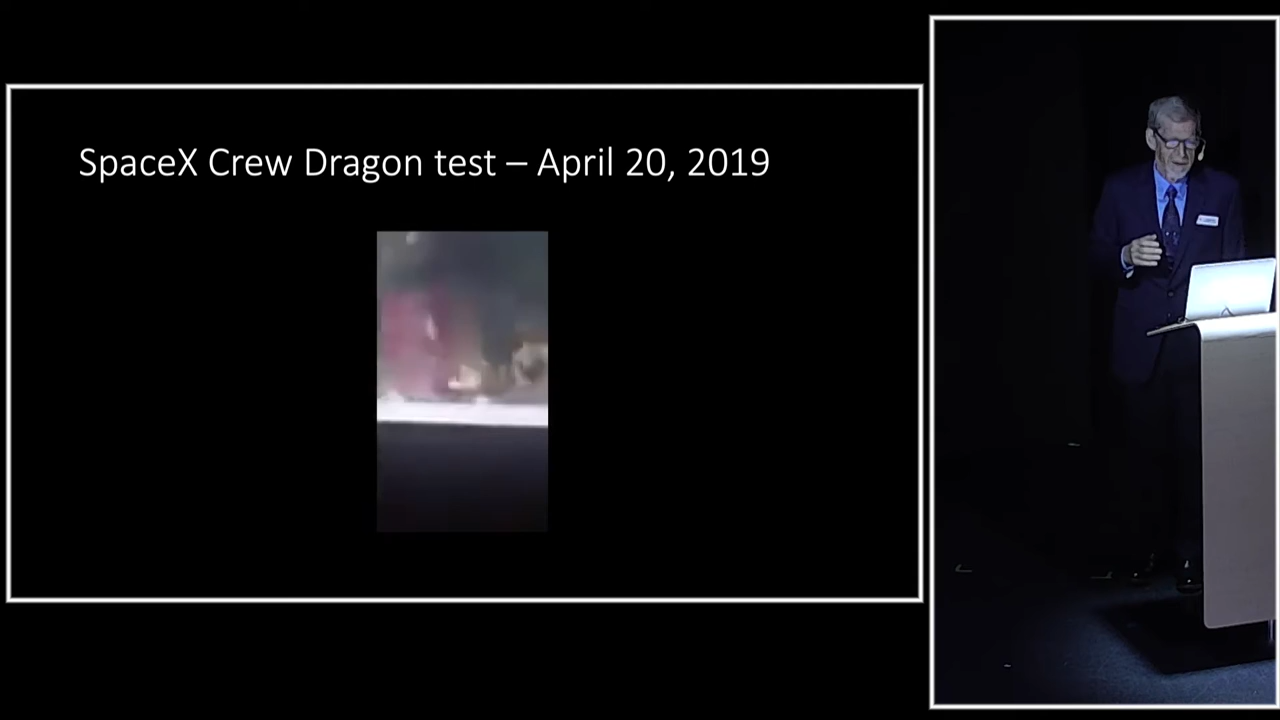 SpaceX Crew Dragon test – April 20, 2019